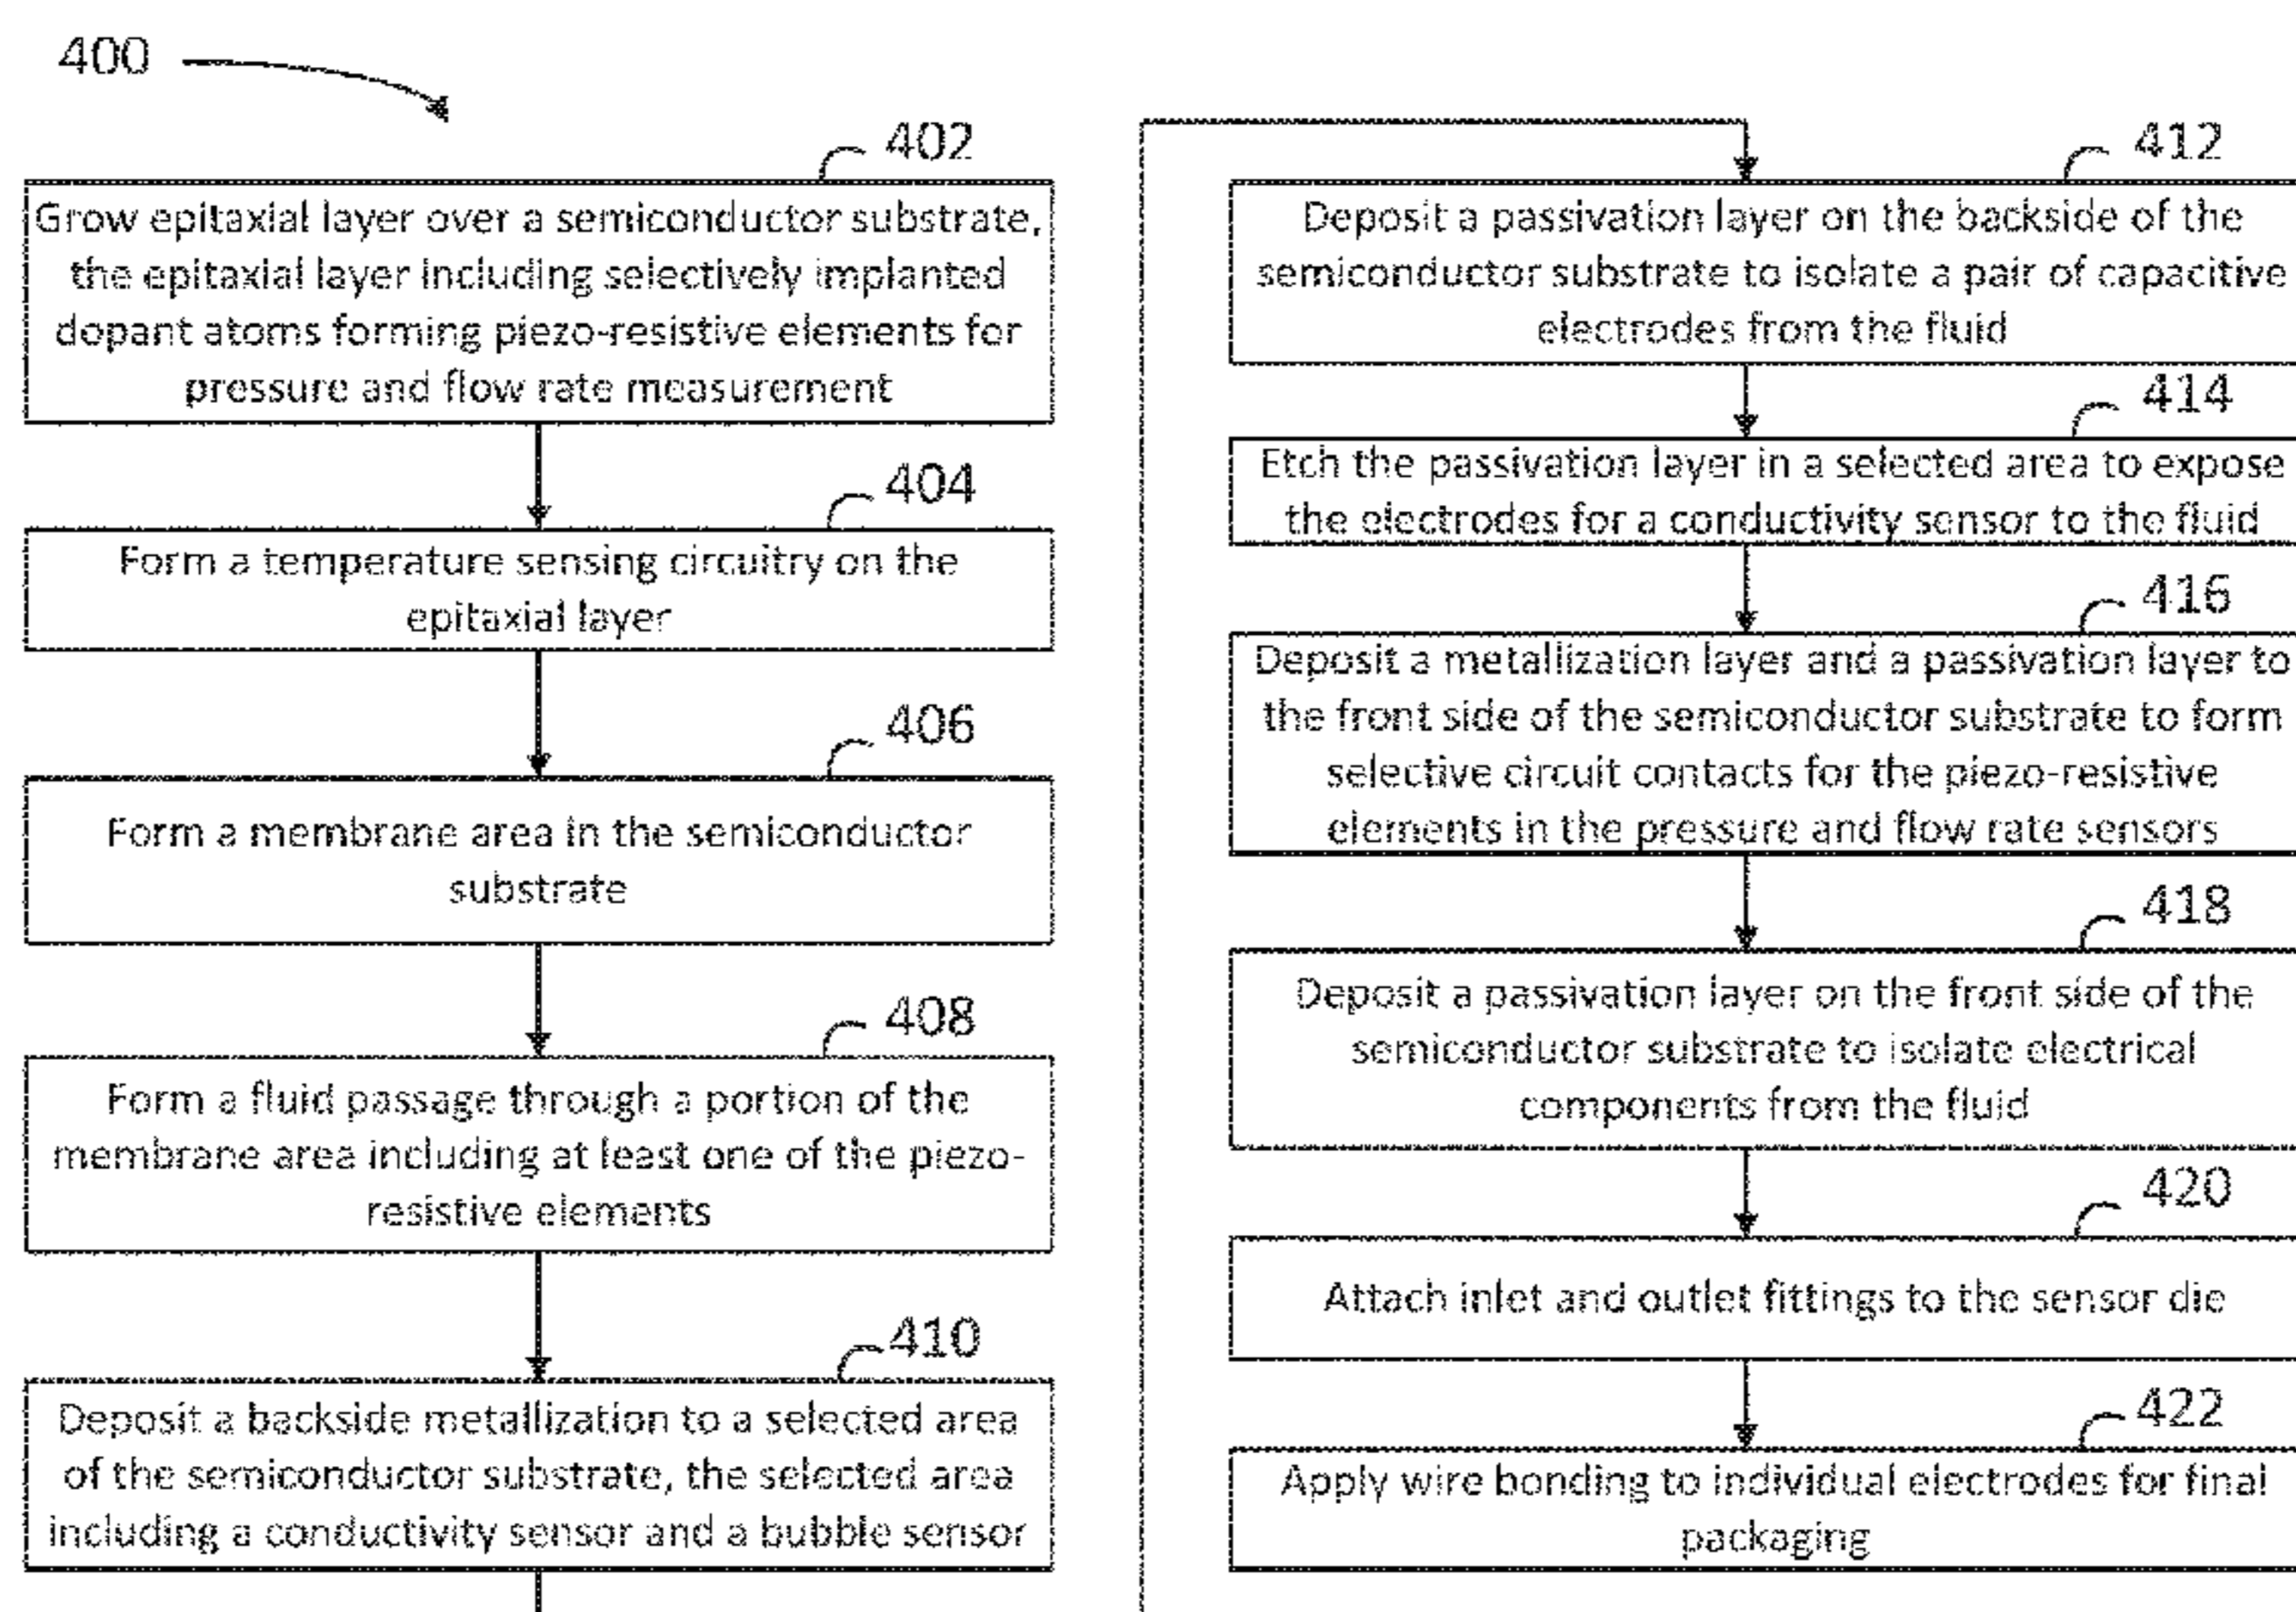 400
402
Grow epitaxial layer over a semiconductor substrate,
the epitaxial layer including selectively implanted
dopant atoms forming piezo-resistive elements for
pressure and flow rate measurement
404
Form a temperature sensing circuitry on the
epitaxial layer
406
Form a membrane area in the semiconductor
substrate
408
Form a fluid passage through a portion of the
membrane area including at least one of the piezo-
resistive elements
410
Deposit a backside metallization to a selected area
of the semiconductor substrate, the selected area
including a conductivity sensor and a bubble sensor
412
Deposit a passivation layer on the backside of the
semiconductor substrate to isolate a pair of capacitive
electrodes from the fluid
414
Etch the passivation layer in a selected area to expose
the electrodes for a conductivity sensor to the fluid
416
Deposit a metallization layer and a passivation layer to
the front side of the semiconductor substrate to form
selective circuit contacts for the piezo-resistive
elements in the pressure and flow rate sensors
418
Deposit a passivation layer on the front side of the
semiconductor substrate to isolate electrical
components from the fluid
420
Attach inlet and outlet fittings to the sensor die
422
Apply wire bonding to individual electrodes for final
packaging